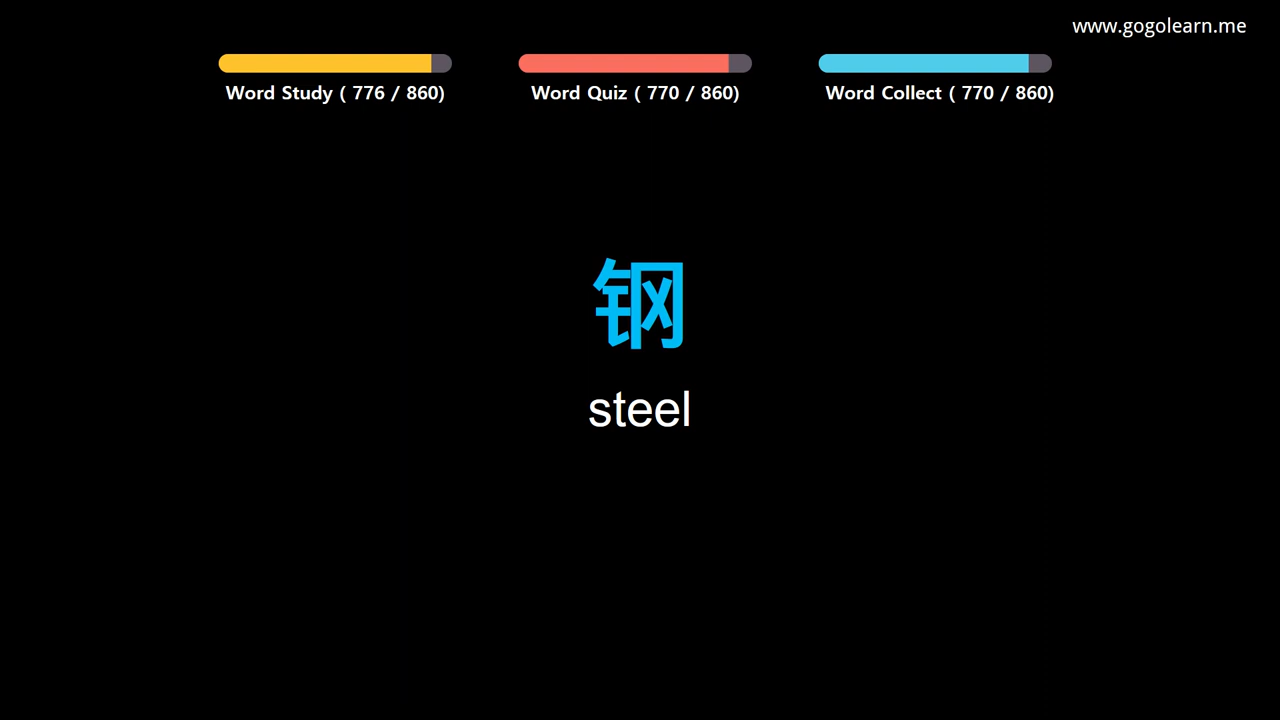 www.gogolearn.me
Word Study ( 776 / 860)
Word Quiz ( 770 / 860)
Word Collect ( 770 / 860)
钢
steel